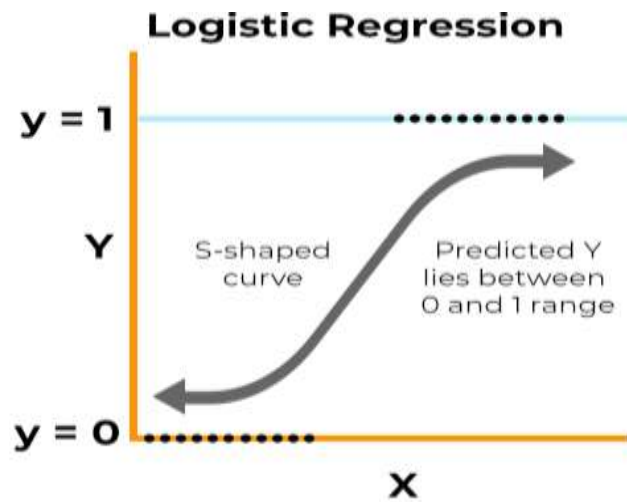 Logistic Regression
y = 1
Y
S-shaped
curve
Predicted Y
lies between
0 and 1 range
y = 0
X